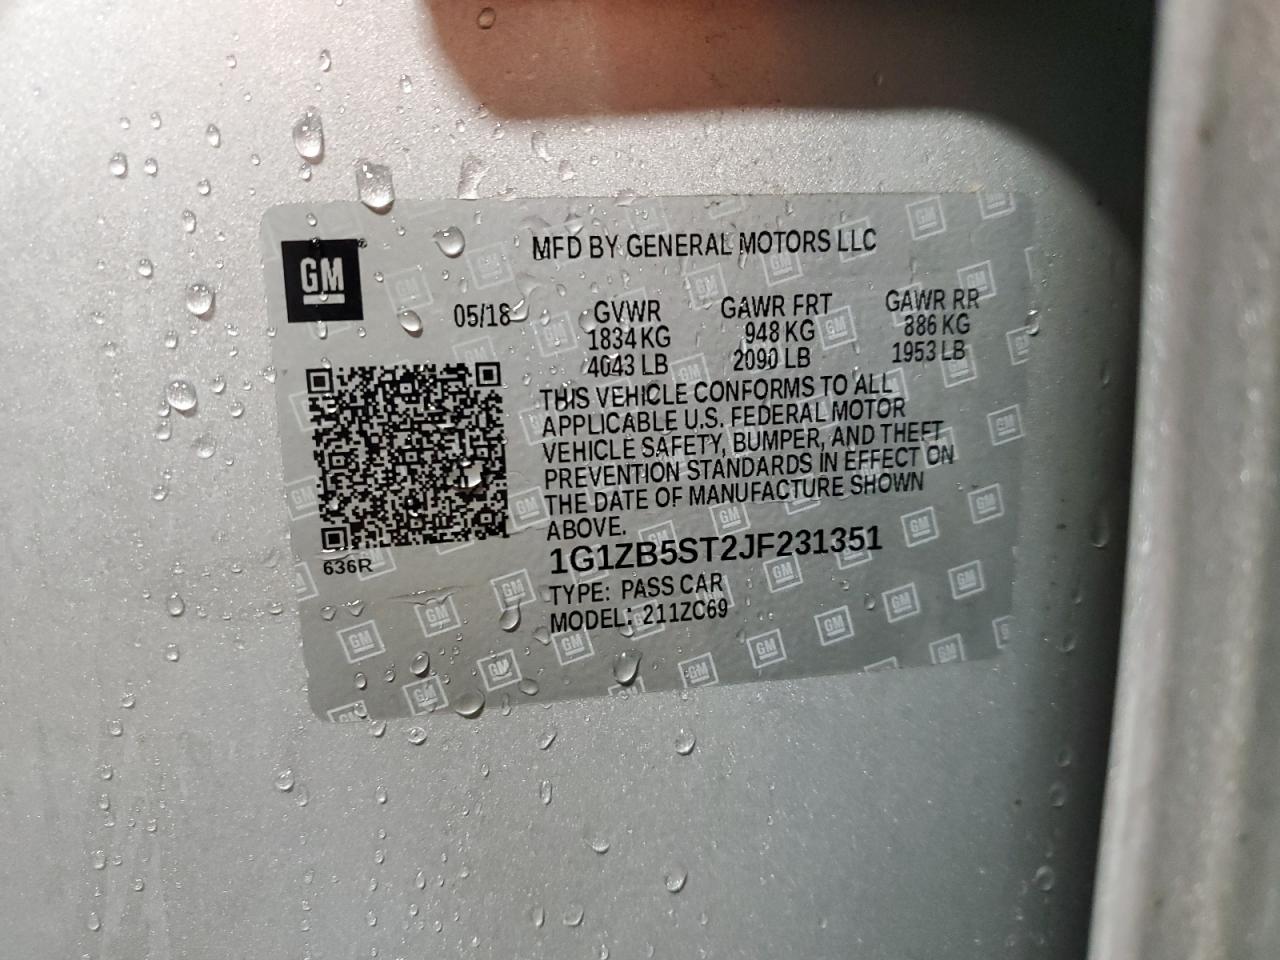 GM
MFD BY GENERAL MOTORS LLC
05/18 GVWR GAWR FRT GAWR RR
1834 KG 948 KG 886 KG
4043 LB 2090 LB 1953 LB
THIS VEHICLE CONFORMS TO ALL
APPLICABLE U.S. FEDERAL MOTOR
VEHICLE SAFETY, BUMPER, AND THEFT
PREVENTION STANDARDS IN EFFECT ON
THE DATE OF MANUFACTURE SHOWN
ABOVE.
636R
1G1ZB5ST2JF231351
TYPE: PASS CAR
MODEL: 211ZC69